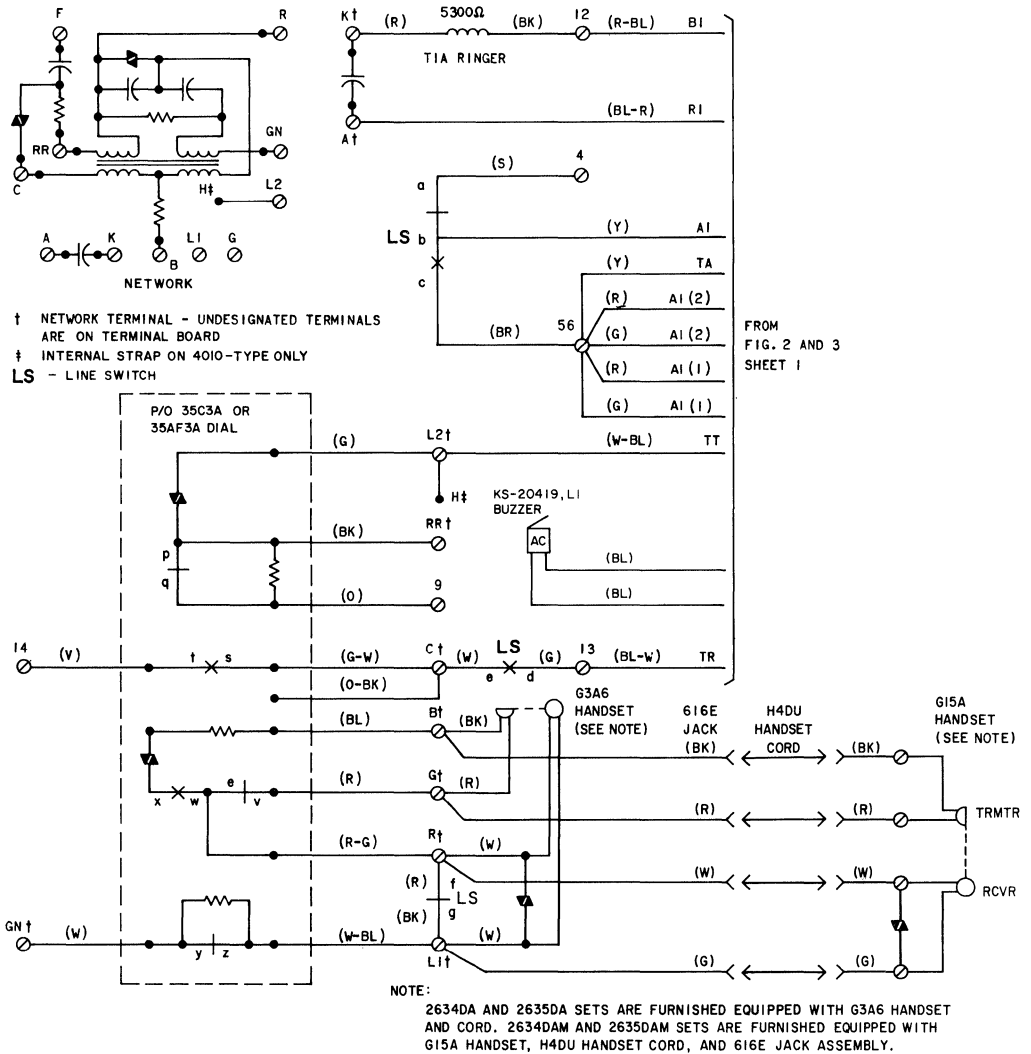 F
R
K†
(R)
5300Ω
(BK)
12
(R-BL)
B1
T1A RINGER
A†
(BL-R)
R1
RR
GN
C
H‡
L2
A
K
B
L1
G
NETWORK
a
(S)
4
LS
b
(Y)
A1
c
(Y)
TA
(R)
A1 (2)
(BR)
56
(G)
A1 (2)
(R)
A1 (1)
(G)
A1 (1)
FROM
FIG. 2 AND 3
SHEET 1
† NETWORK TERMINAL - UNDESIGNATED TERMINALS
ARE ON TERMINAL BOARD
‡ INTERNAL STRAP ON 4010-TYPE ONLY
LS - LINE SWITCH
P/O 35C3A OR
35AF3A DIAL
(G)
L2†
(W-BL)
TT
H‡
KS-20419, L1
BUZZER
AC
(BL)
(BL)
p
q
(BK)
RR†
(O)
9
14
(V)
t
s
(G-W)
C†
(W)
LS
e
d
(G)
13
(BL-W)
TR
(O-BK)
(BL)
B†
(BK)
G3A6
HANDSET
(SEE NOTE)
616E
JACK
(BK)
H4DU
HANDSET
CORD
(BK)
G15A
HANDSET
(SEE NOTE)
x
w
e
v
(R)
G†
(R)
(R)
(R)
TRMTR
(R-G)
R†
(W)
(W)
(W)
RCVR
(R)
f
LS
(BK)
g
GN†
(W)
y
z
(W-BL)
L1†
(W)
(G)
(G)
NOTE:
2634DA AND 2635DA SETS ARE FURNISHED EQUIPPED WITH G3A6 HANDSET
AND CORD. 2634DAM AND 2635DAM SETS ARE FURNISHED EQUIPPED WITH
G15A HANDSET, H4DU HANDSET CORD, AND 616E JACK ASSEMBLY.